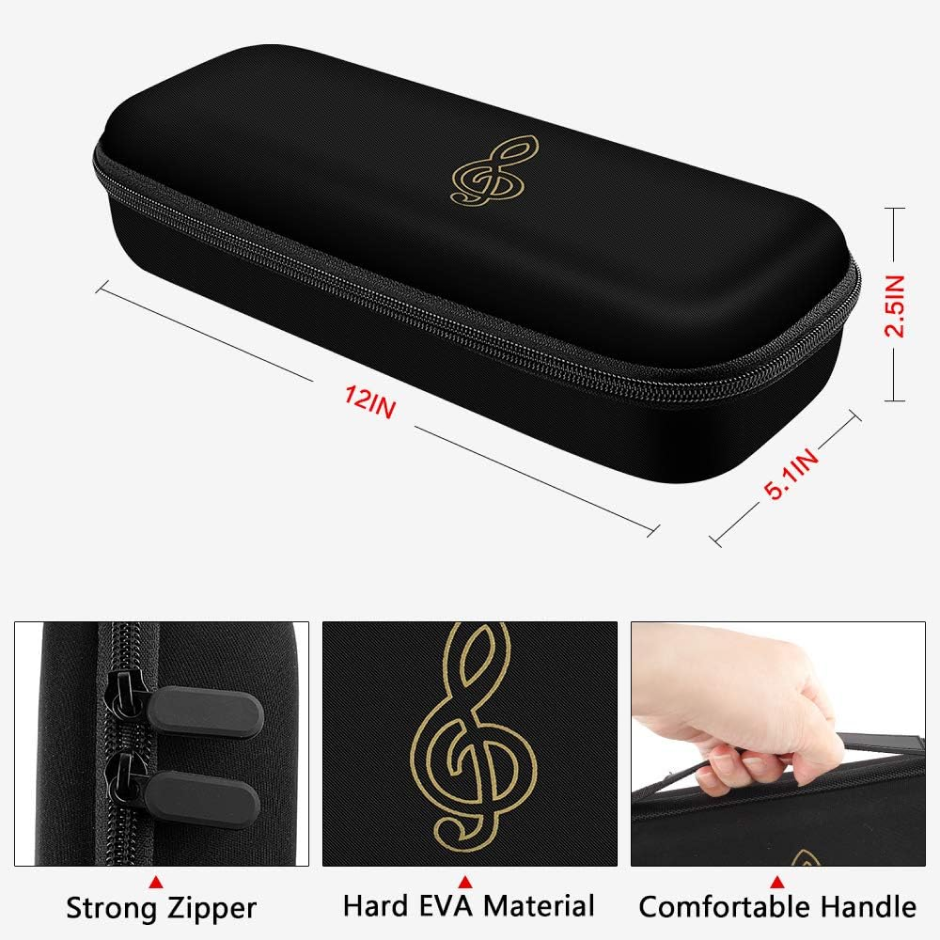 2.5IN
12IN
5.1IN
Strong Zipper
Hard EVA Material
Comfortable Handle